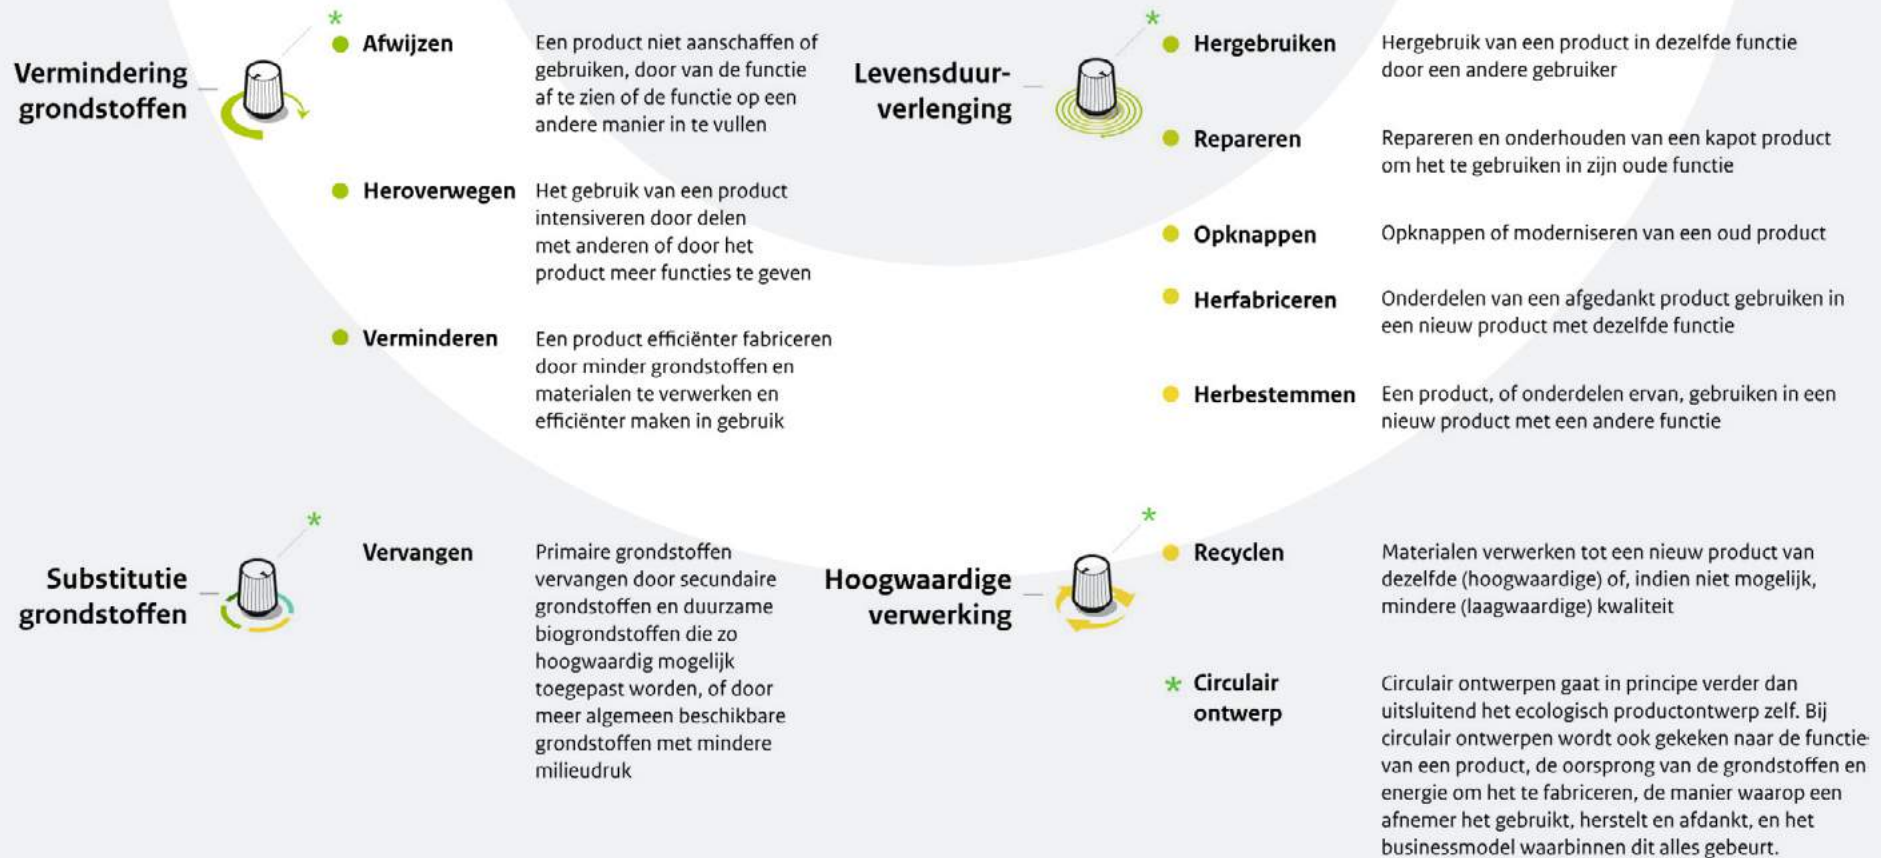 *
Vermindering
grondstoffen
Afwijzen
Een product niet aanschaffen of
gebruiken, door van de functie
af te zien of de functie op een
andere manier in te vullen
Heroverwegen
Het gebruik van een product
intensiveren door delen
met anderen of door het
product meer functies te geven
Verminderen
Een product efficiënter fabriceren
door minder grondstoffen en
materialen te verwerken en
efficiënter maken in gebruik
*
Levensduur-
verlenging
Hergebruiken
Hergebruik van een product in dezelfde functie
door een andere gebruiker
Repareren
Repareren en onderhouden van een kapot product
om het te gebruiken in zijn oude functie
Opknappen
Opknappen of moderniseren van een oud product
Herfabriceren
Onderdelen van een afgedankt product gebruiken in
een nieuw product met dezelfde functie
Herbestemmen
Een product, of onderdelen ervan, gebruiken in een
nieuw product met een andere functie
*
Substitutie
grondstoffen
Vervangen
Primaire grondstoffen
vervangen door secundaire
grondstoffen en duurzame
biogrondstoffen die zo
hoogwaardig mogelijk
toegepast worden, of door
meer algemeen beschikbare
grondstoffen met mindere
milieudruk
*
Hoogwaardige
verwerking
Recyclen
Materialen verwerken tot een nieuw product van
dezelfde (hoogwaardige) of, indien niet mogelijk,
mindere (laagwaardige) kwaliteit
* Circulair
ontwerp
Circulair ontwerpen gaat in principe verder dan
uitsluitend het ecologisch productontwerp zelf. Bij
circulair ontwerpen wordt ook gekeken naar de functie
van een product, de oorsprong van de grondstoffen en
energie om het te fabriceren, de manier waarop een
afnemer het gebruikt, herstelt en afdankt, en het
businessmodel waarbinnen dit alles gebeurt.